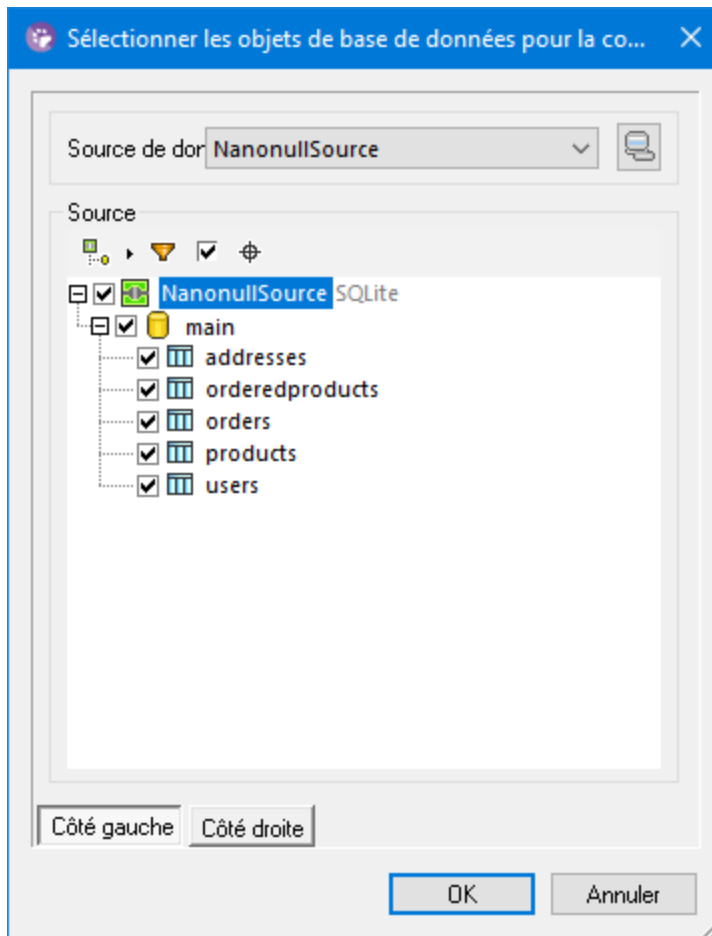 Sélectionner les objets de base de données pour la co...
Source de dor NanonullSource
Source
NanonullSource SQLite
main
addresses
orderedproducts
orders
products
users
Côté gauche Côté droite
OK Annuler